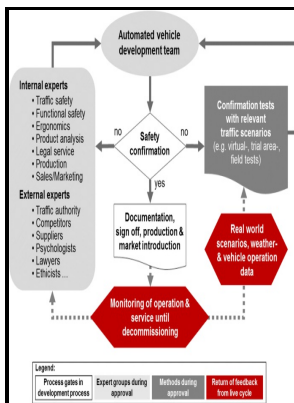 Automated vehicle
development team
Internal experts
• Traffic safety
• Functional safety
• Ergonomics
• Product analysis
• Legal service
• Production
• Sales/Marketing
External experts
• Traffic authority
• Competitors
• Suppliers
• Psychologists
• Lawyers
• Ethicists ...
no
Safety
confirmation
no
yes
Confirmation tests
with relevant
traffic scenarios
(e.g. virtual-, trial area-,
field tests)
Documentation,
sign off, production &
market introduction
Real world
scenarios, weather-
& vehicle operation
data
Monitoring of operation &
service until
decommissioning
Legend:
Process gates in
development process
Expert groups during
approval
Methods during
approval
Return of feedback
from live cycle